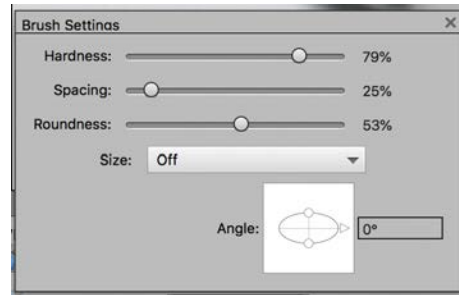 Brush Settings
Hardness: 79%
Spacing: 25%
Roundness: 53%
Size: Off
Angle: 0°